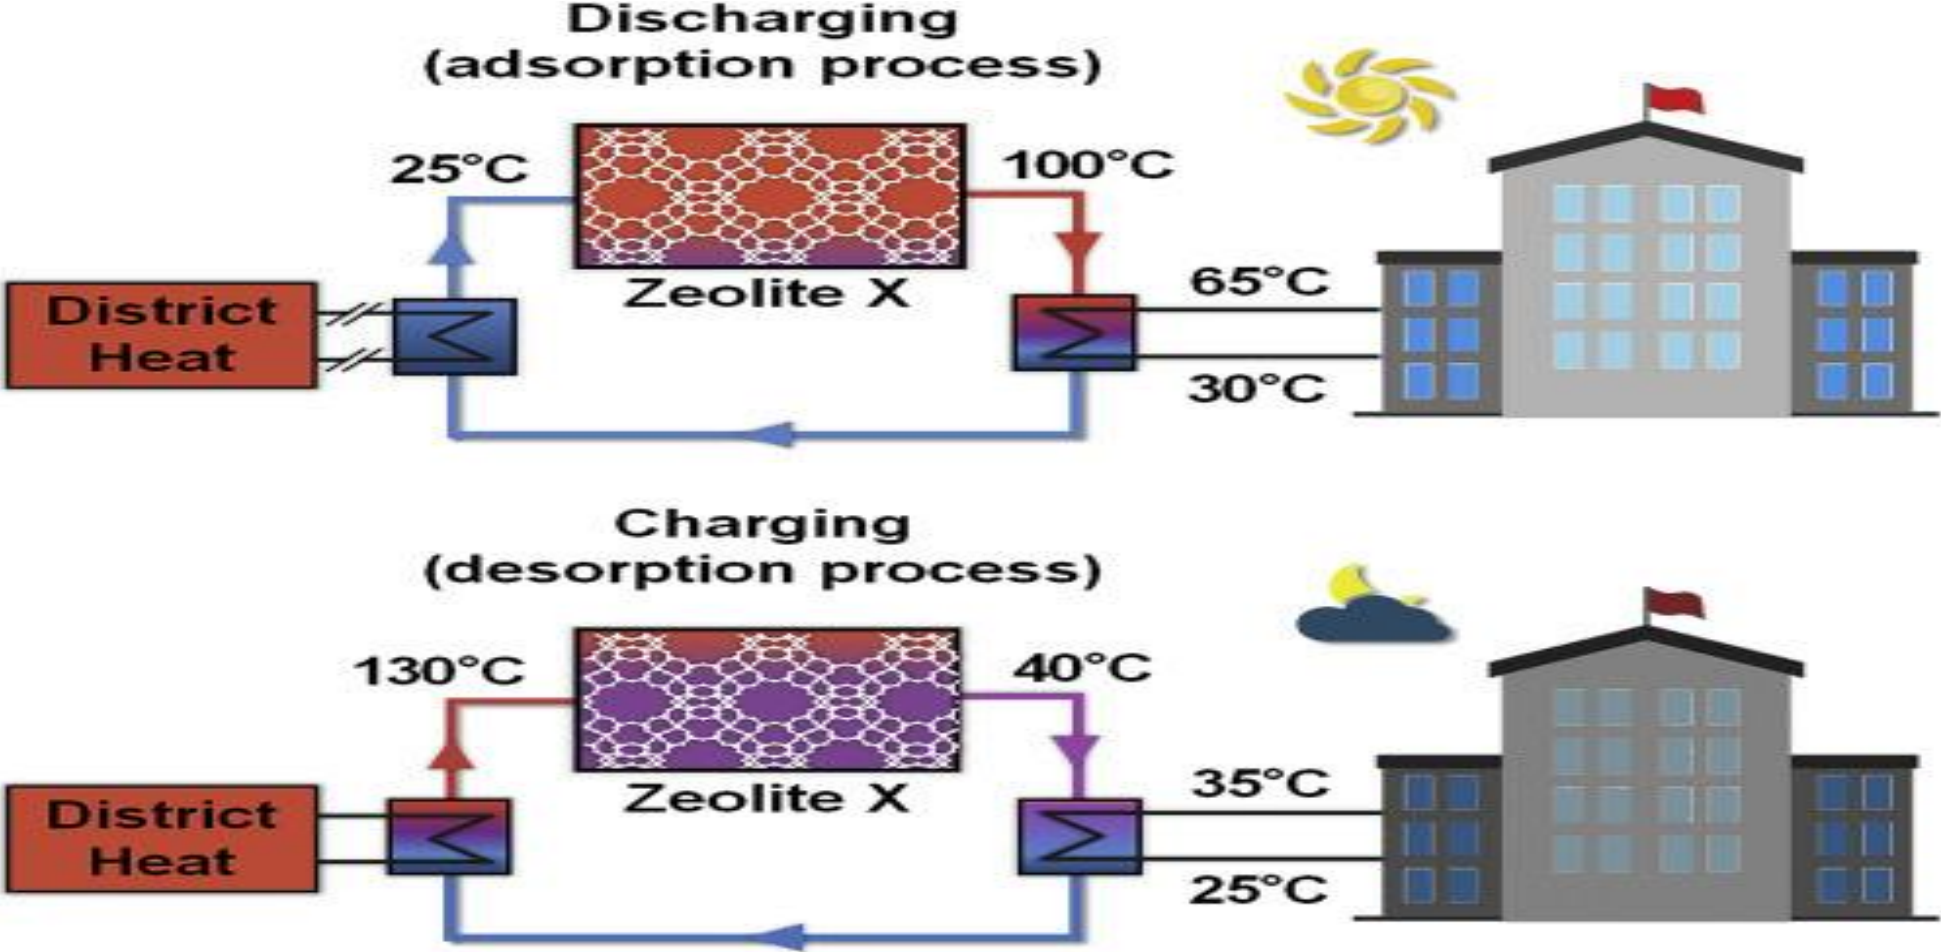 Discharging
(adsorption process)
25°C
100°C
Zeolite X
65°C
District
Heat
30°C
Charging
(desorption process)
130°C
40°C
Zeolite X
35°C
District
Heat
25°C